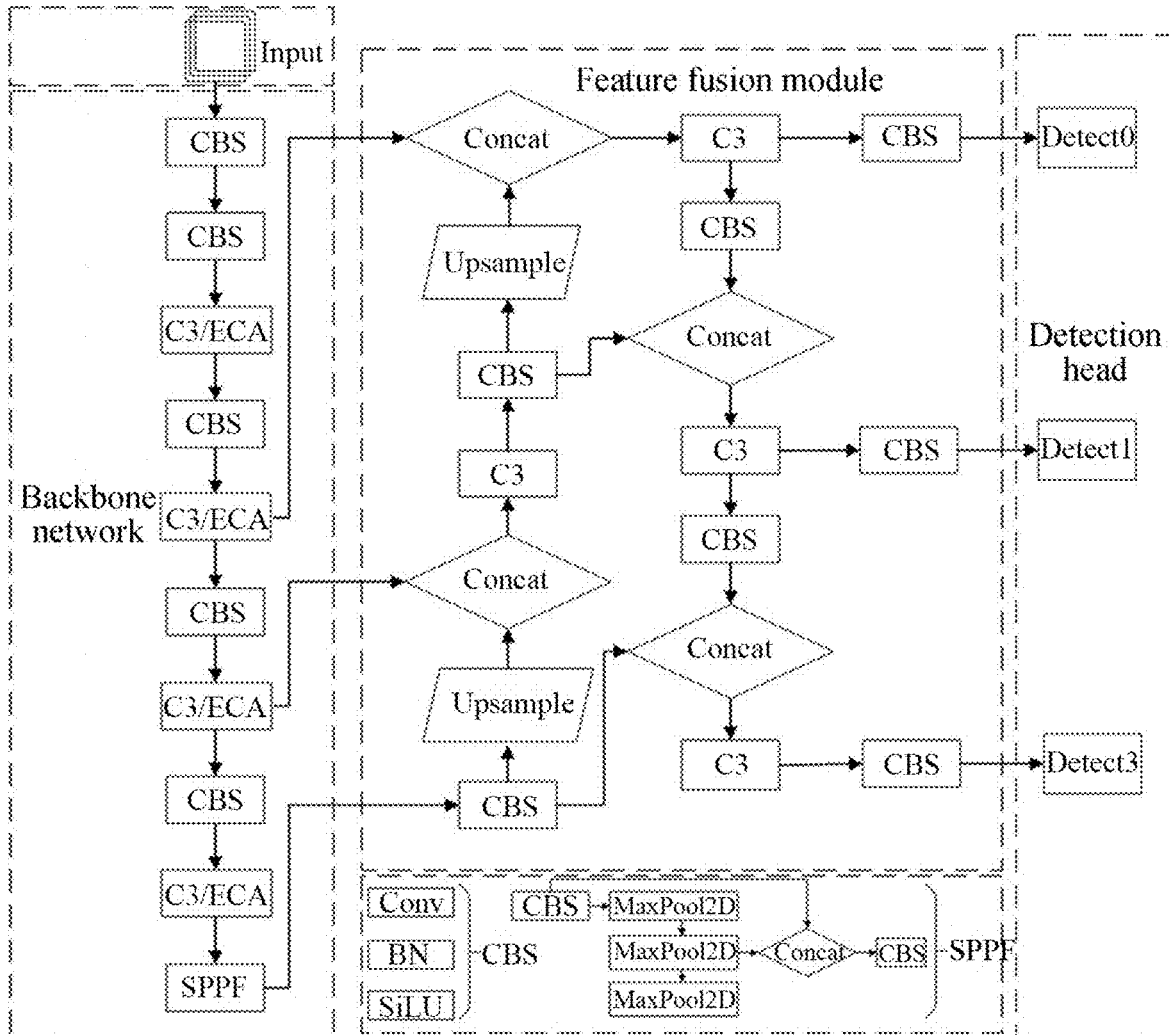 Input
CBS
CBS
C3/ECA
CBS
C3/ECA
CBS
C3/ECA
CBS
C3/ECA
SPPF
Backbone
network
Feature fusion module
Concat
C3
CBS
Upsample
CBS
CBS
Concat
C3
CBS
C3
CBS
Concat
Concat
Upsample
C3
CBS
CBS
Detect0
Detection
head
Detect1
Detect3
Conv
BN
SiLU
CBS
CBS
MaxPool2D
MaxPool2D
MaxPool2D
Concat
CBS
SPPF